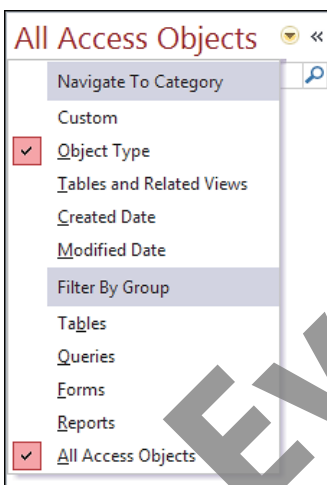 All Access Objects
Navigate To Category
Custom
Object Type
Tables and Related Views
Created Date
Modified Date
Filter By Group
Tables
Queries
Forms
Reports
All Access Objects